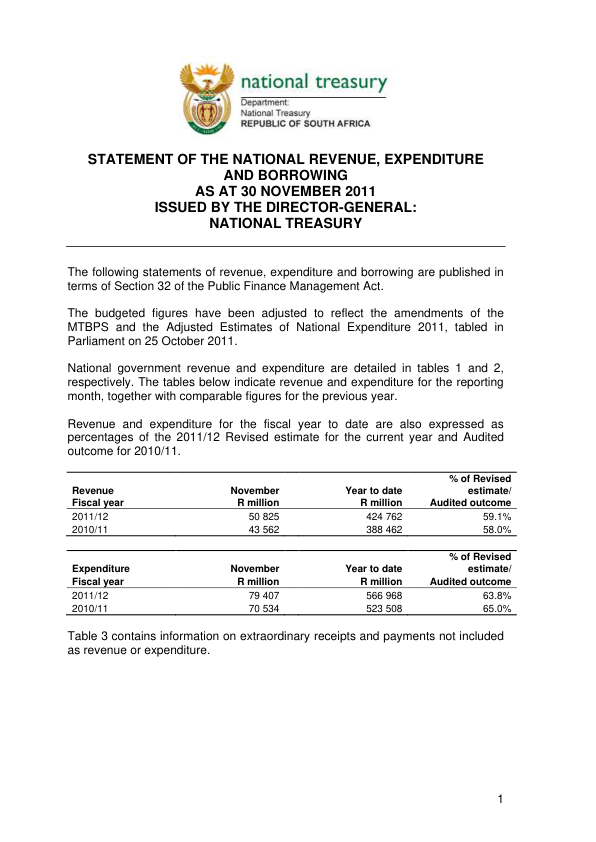 national treasury
Department:
National Treasury
REPUBLIC OF SOUTH AFRICA
STATEMENT OF THE NATIONAL REVENUE, EXPENDITURE
AND BORROWING
AS AT 30 NOVEMBER 2011
ISSUED BY THE DIRECTOR-GENERAL:
NATIONAL TREASURY
The following statements of revenue, expenditure and borrowing are published in
terms of Section 32 of the Public Finance Management Act.
The budgeted figures have been adjusted to reflect the amendments of the
MTBPS and the Adjusted Estimates of National Expenditure 2011, tabled in
Parliament on 25 October 2011.
National government revenue and expenditure are detailed in tables 1 and 2,
respectively. The tables below indicate revenue and expenditure for the reporting
month, together with comparable figures for the previous year.
Revenue and expenditure for the fiscal year to date are also expressed as
percentages of the 2011/12 Revised estimate for the current year and Audited
outcome for 2010/11.
% of Revised
Revenue November Year to date estimate/
Fiscal year R million R million Audited outcome
2011/12 50 825 424 762 59.1%
2010/11 43 562 388 462 58.0%
% of Revised
Expenditure November Year to date estimate/
Fiscal year R million R million Audited outcome
2011/12 79 407 566 968 63.8%
2010/11 70 534 523 508 65.0%
Table 3 contains information on extraordinary receipts and payments not included
as revenue or expenditure.
1